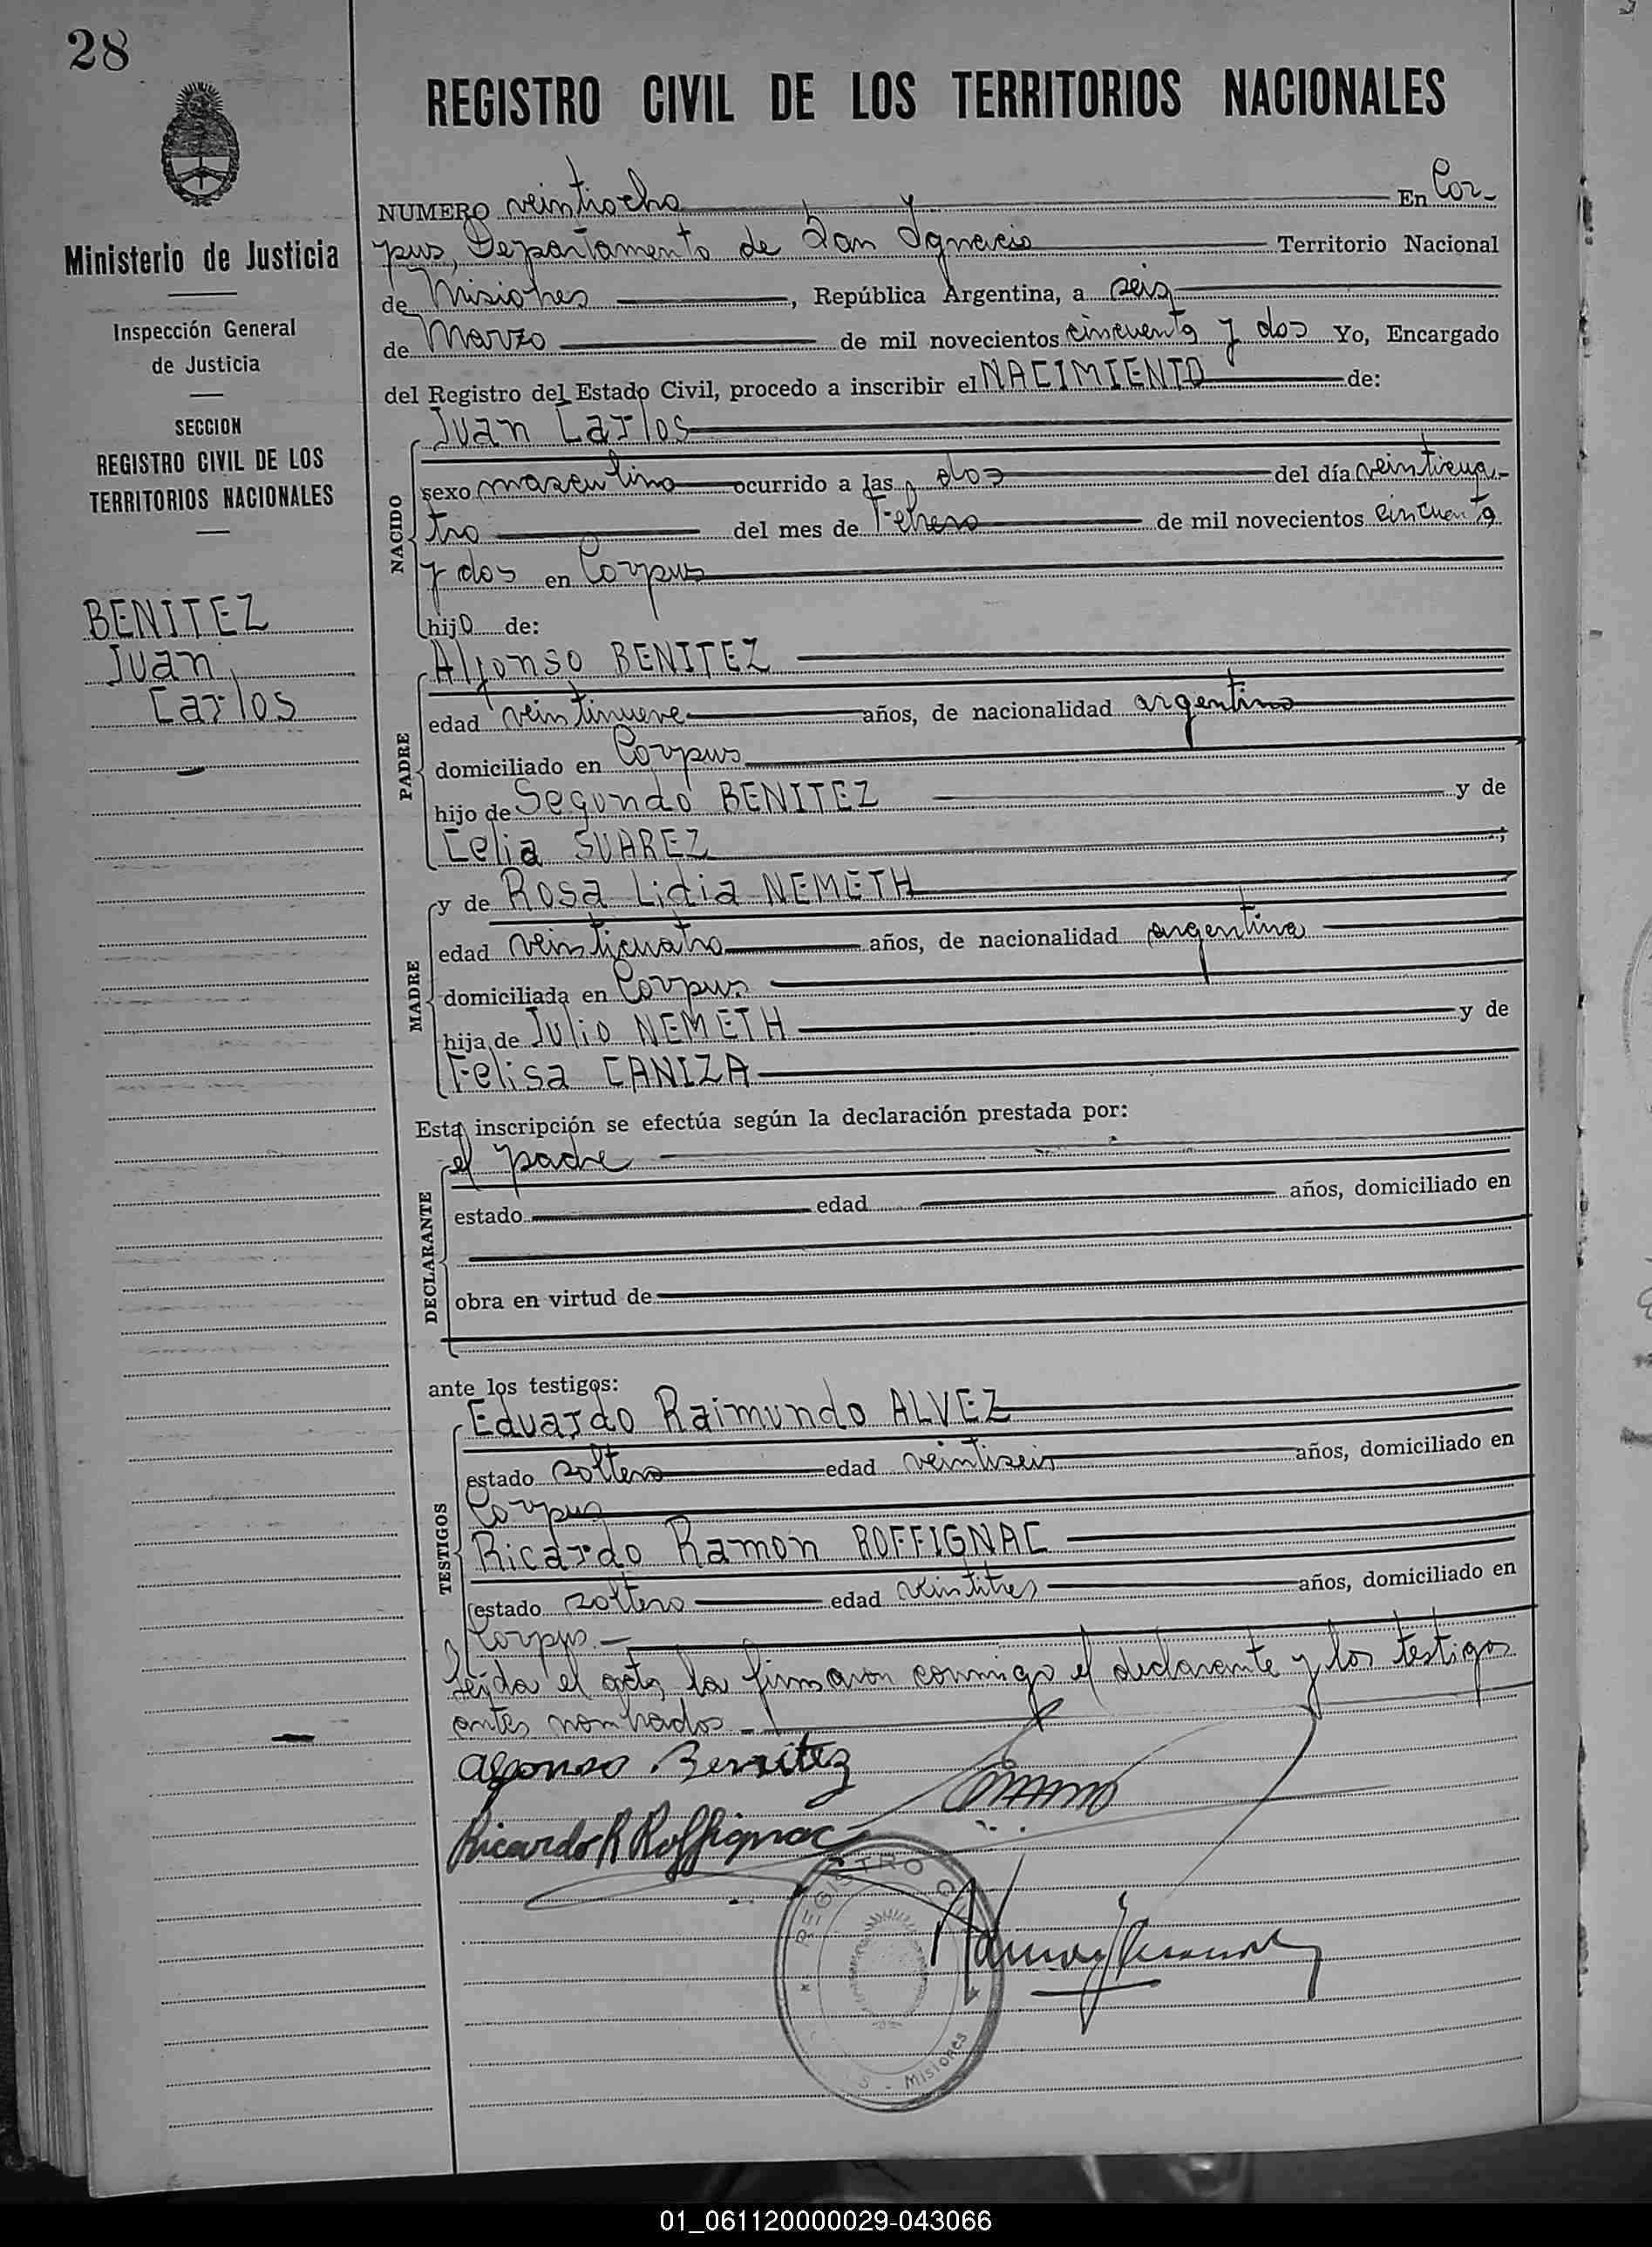 28
REGISTRO CIVIL DE LOS TERRITORIOS NACIONALES
Ministerio de Justicia
Inspección General
de Justicia
SECCION
REGISTRO CIVIL DE LOS
TERRITORIOS NACIONALES
BENITEZ
Juan
Carlos
NUMERO veintiocho En Cor-
pus, Departamento de San Ygnacio Territorio Nacional
de Misiones, República Argentina, a seis
de Marzo de mil novecientos cincuenta y dos Yo, Encargado
del Registro del Estado Civil, procedo a inscribir el NACIMIENTO de:
NACIDO
Juan Carlos
sexo masculino ocurrido a las dos del día veinticua-
tro del mes de Febrero de mil novecientos cincuenta
y dos en Corpus
hijo de:
PADRE
Alfonso BENITEZ
edad veintinueve años, de nacionalidad argentino
domiciliado en Corpus
hijo de Segundo BENITEZ y de
Celia SUAREZ ;
MADRE
y de Rosa Lidia NEMETH
edad veinticuatro años, de nacionalidad argentina
domiciliada en Corpus
hija de Julio NEMETH y de
Felisa CANIZA
Esta inscripción se efectúa según la declaración prestada por:
DECLARANTE
el padre
estado edad años, domiciliado en
obra en virtud de
ante los testigos:
TESTIGOS
Eduardo Raimundo ALVEZ
estado soltero edad veintiseis años, domiciliado en
Corpus
Ricardo Ramon ROFFIGNAC
estado soltero edad veintitres años, domiciliado en
Corpus.-
Leída el acta, la firmaron conmigo el declarante y los testigos
antes nombrados.-
Alfonso Benitez
Ricardo R Roffignac
REGISTRO C
S - Misiones
01_061120000029-043066